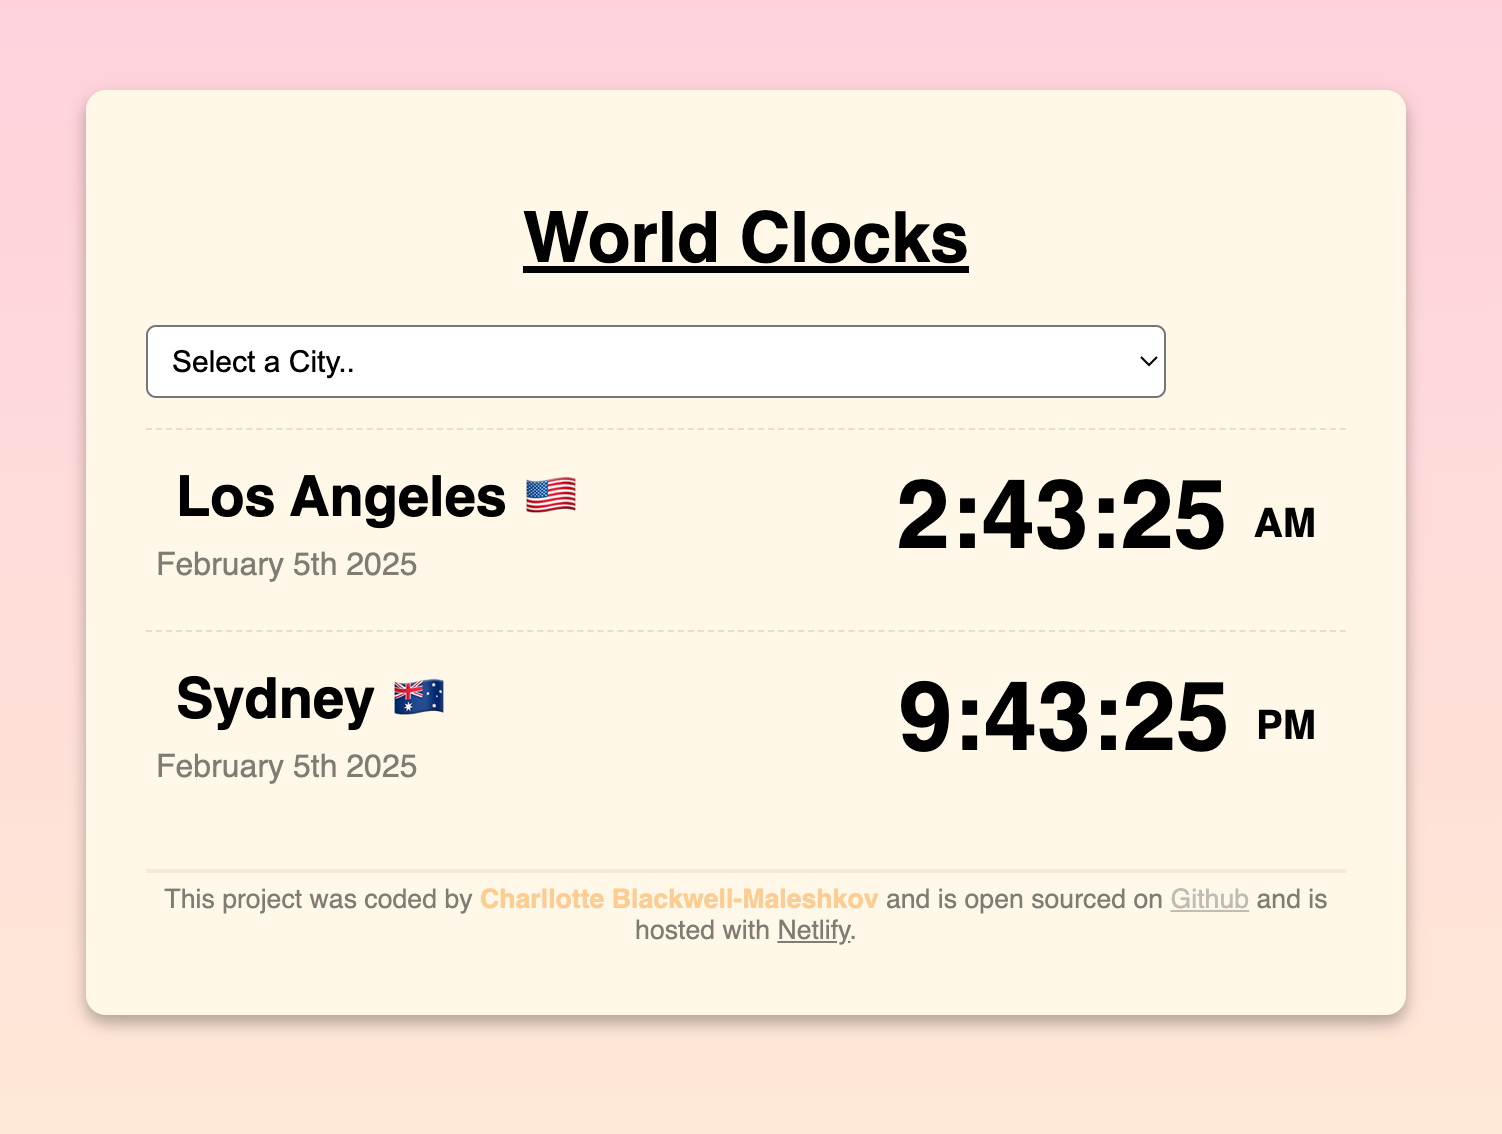 World Clocks
Select a City..
Los Angeles 🇺🇸
2:43:25 AM
February 5th 2025
Sydney 🇦🇺
9:43:25 PM
February 5th 2025
This project was coded by Charllotte Blackwell-Maleshkov and is open sourced on Github and is
hosted with Netlify.